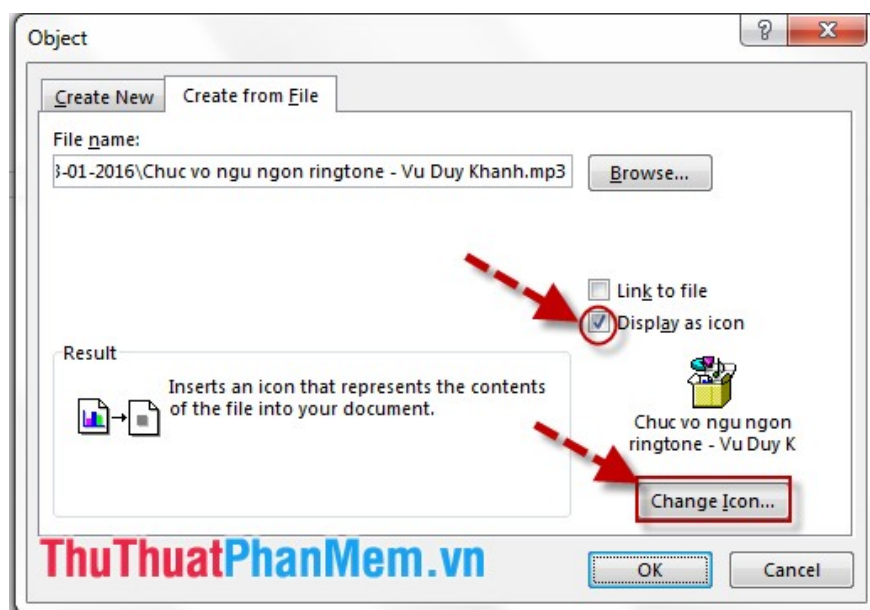 Object
Create New
Create from File
File name:
3-01-2016\Chuc vo ngu ngon ringtone - Vu Duy Khanh.mp3
Browse...
Link to file
Display as icon
Result
Inserts an icon that represents the contents
of the file into your document.
Chuc vo ngu ngon
ringtone - Vu Duy K
Change Icon...
ThuThuatPhanMem.vn
OK
Cancel